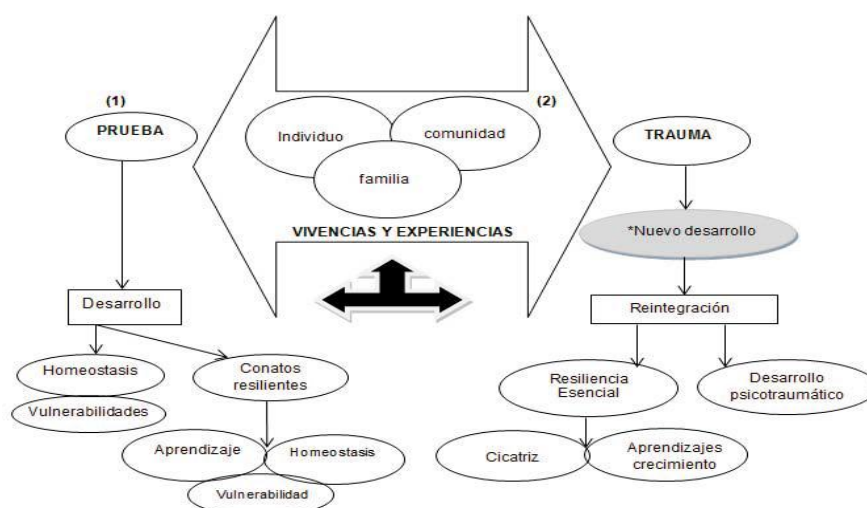 (1)
PRUEBA
Individuo
comunidad
(2)
familia
VIVENCIAS Y EXPERIENCIAS
TRAUMA
*Nuevo desarrollo
Desarrollo
Reintegración
Homeostasis
Vulnerabilidades
Conatos
resilientes
Aprendizaje
Homeostasis
Vulnerabilidad
Resiliencia
Esencial
Desarrollo
psicotraumático
Cicatriz
Aprendizajes
crecimiento